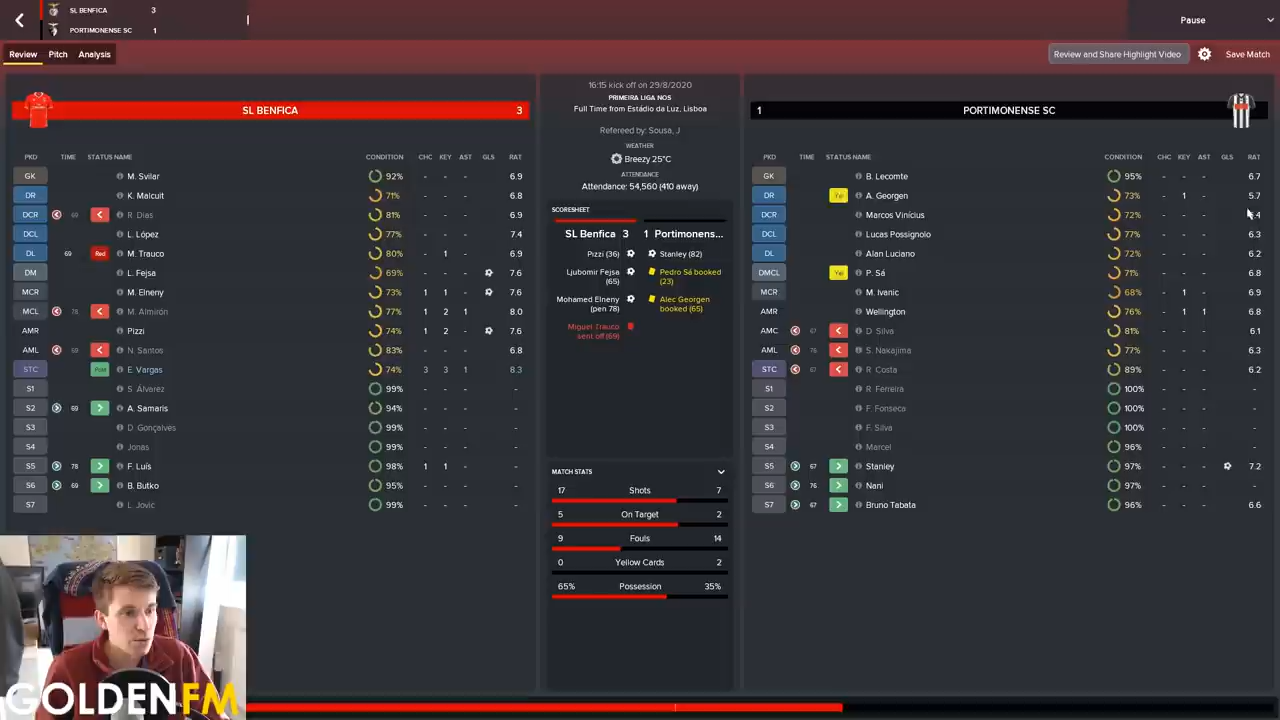 SL BENFICA 3
PORTIMONENSE SC 1
Pause
Review Pitch Analysis
Review and Share Highlight Video
Save Match
SL BENFICA 3
16:15 kick off on 29/8/2020
PRIMEIRA LIGA NOS
Full Time from Estádio da Luz, Lisboa
Refereed by: Sousa, J
WEATHER
Breezy 25°C
ATTENDANCE
Attendance: 54,560 (410 away)
1 PORTIMONENSE SC
PKD TIME STATUS NAME CONDITION CHC KEY AST GLS RAT
GK M. Svilar 92% - - - 6.9
DR K. Malcuit 71% - - - 6.8
DCR 69 R. Dias 81% - - - 6.9
DCL L. López 77% - - - 7.4
DL 69 Red M. Trauco 80% - 1 - 6.9
DM L. Fejsa 69% - - - 7.6
MCR M. Elneny 73% 1 1 - 7.6
MCL 78 M. Almirón 77% 1 2 1 8.0
AMR Pizzi 74% 1 2 - 7.6
AML 69 N. Santos 83% - - - 6.8
STC E. Vargas 74% 3 3 1 8.3
S1 S. Álvarez 99% - - - -
S2 69 A. Samaris 94% - - - -
S3 D. Gonçalves 99% - - - -
S4 Jonas 99% - - - -
S5 78 F. Luís 98% 1 1 - -
S6 69 B. Butko 95% - - - -
S7 L. Jovic 99% - - - -
SCORESHEET
SL Benfica 3 1 Portimonens...
Pizzi (36) Stanley (82)
Ljubomir Fejsa (65)
Pedro Sá booked (23)
Mohamed Elneny (pen 78)
Alec Georgen booked (65)
Miguel Trauco sent off (69)
MATCH STATS
17 Shots 7
5 On Target 2
9 Fouls 14
0 Yellow Cards 2
65% Possession 35%
PKD TIME STATUS NAME CONDITION CHC KEY AST GLS RAT
GK B. Lecomte 95% - - - 6.7
DR Yel A. Georgen 73% - 1 - 5.7
DCR Marcos Vinícius 72% - - -
DCL Lucas Possignolo 77% - - - 6.3
DL Alan Luciano 72% - - - 6.2
DMCL Yel P. Sá 71% - - - 6.8
MCR M. Ivanic 68% - 1 - 6.9
AMR Wellington 76% - 1 1 6.8
AMC 67 D. Silva 81% - - - 6.1
AML 76 S. Nakajima 77% - - - 6.3
STC 67 R. Costa 89% - - - 6.2
S1 R. Ferreira 100% - - - -
S2 F. Fonseca 100% - - - -
S3 F. Silva 100% - - - -
S4 Marcel 96% - - - -
S5 67 Stanley 97% - - - 7.2
S6 76 Nani 97% - - - -
S7 67 Bruno Tabata 96% - - - 6.6
GOLDENFM